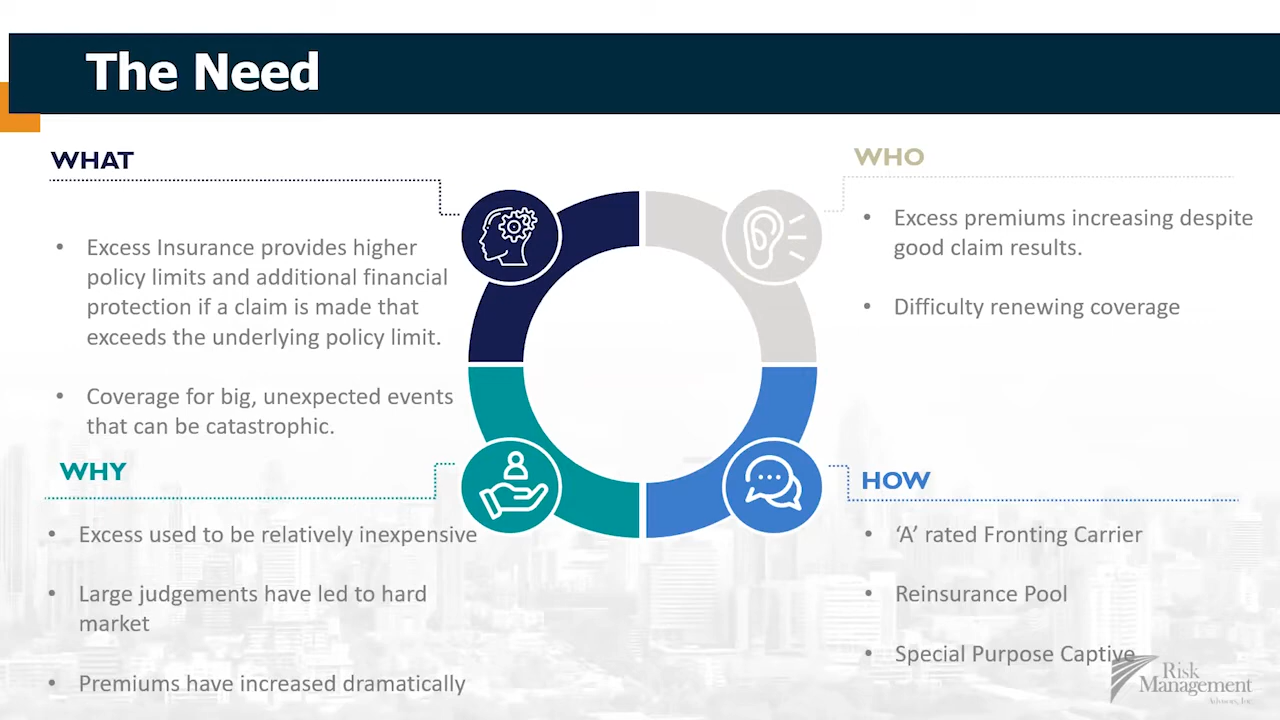 The Need
WHAT
• Excess Insurance provides higher
policy limits and additional financial
protection if a claim is made that
exceeds the underlying policy limit.
• Coverage for big, unexpected events
that can be catastrophic.
WHO
• Excess premiums increasing despite
good claim results.
• Difficulty renewing coverage
WHY
• Excess used to be relatively inexpensive
• Large judgements have led to hard
market
• Premiums have increased dramatically
HOW
• ‘A’ rated Fronting Carrier
• Reinsurance Pool
• Special Purpose Captive
Risk
Management
Advisors, Inc.